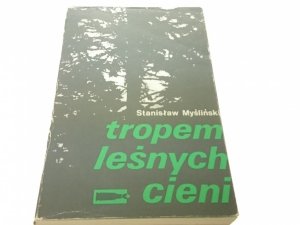 Stanisław Myśliński
tropem
leśnych
cieni